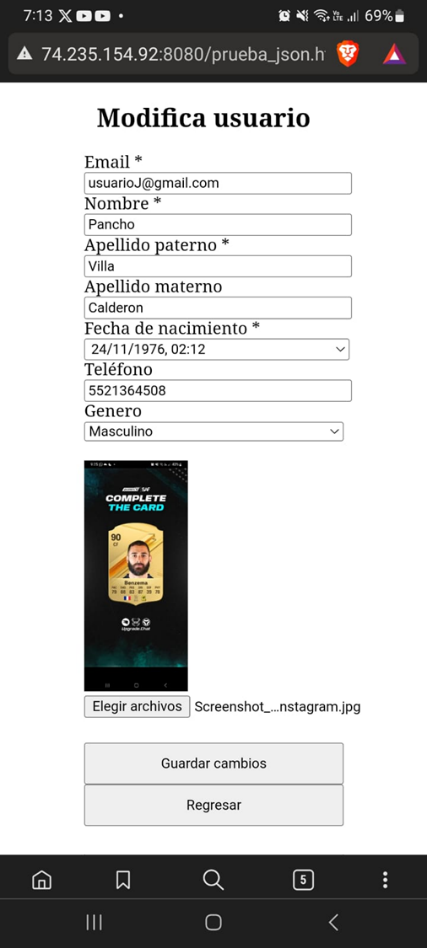 7:13
69%
74.235.154.92:8080/prueba_json.h
Modifica usuario
Email *
usuarioJ@gmail.com
Nombre *
Pancho
Apellido paterno *
Villa
Apellido materno
Calderon
Fecha de nacimiento *
24/11/1976, 02:12
Teléfono
5521364508
Genero
Masculino
COMPLETE
THE CARD
90
Benzema
Elegir archivos Screenshot_...nstagram.jpg
Guardar cambios
Regresar
5